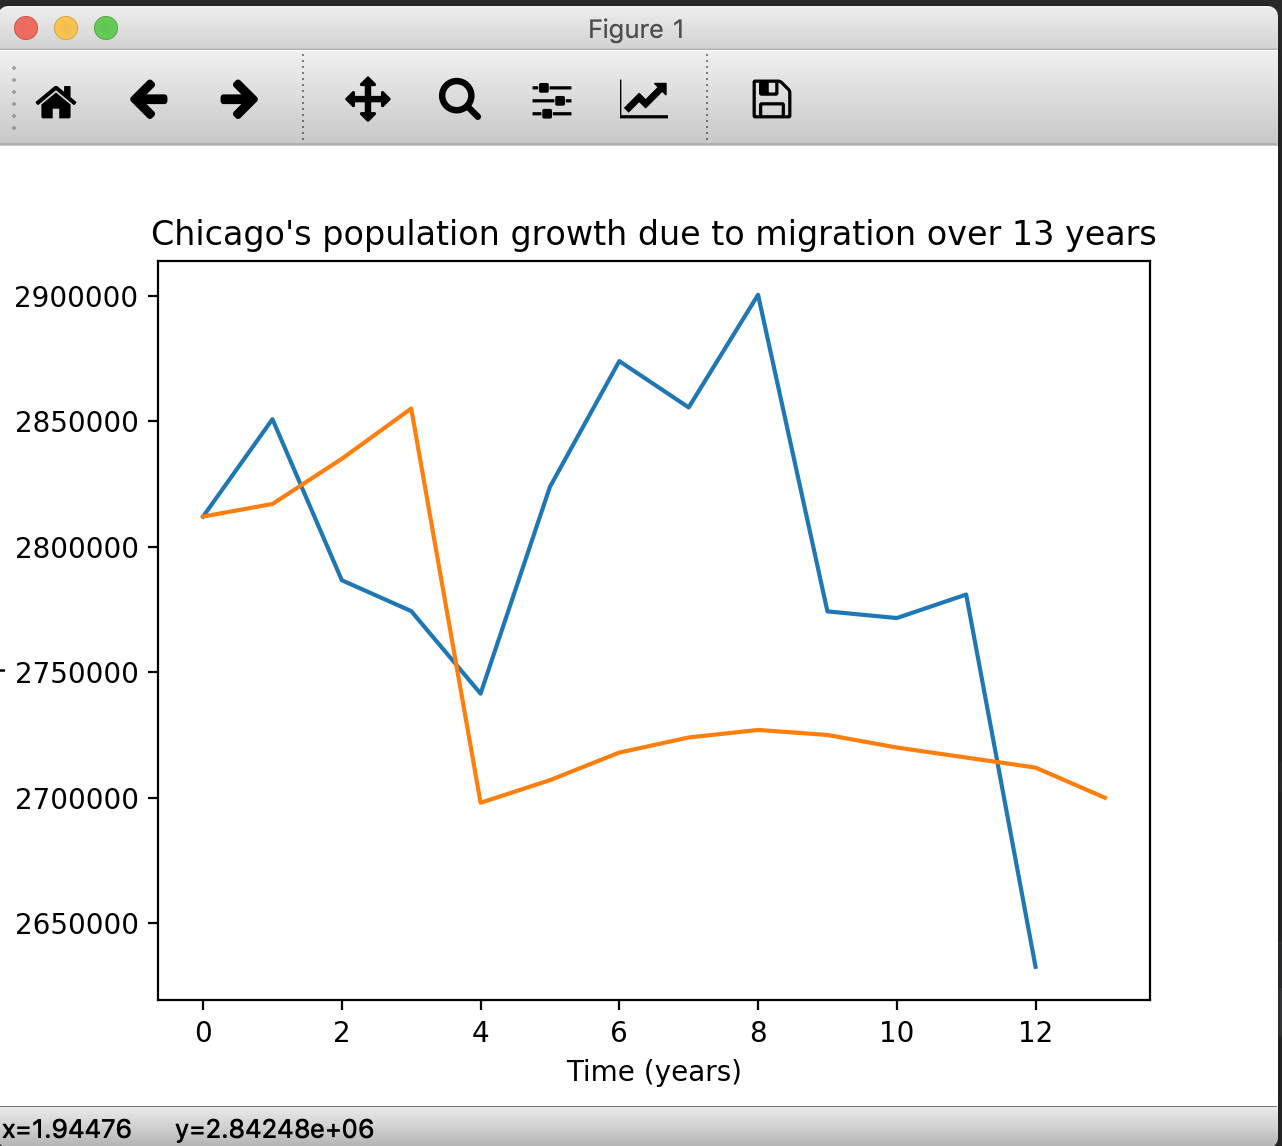 Figure 1
Chicago's population growth due to migration over 13 years
2900000
2850000
2800000
2750000
2700000
2650000
0 2 4 6 8 10 12
Time (years)
x=1.94476 y=2.84248e+06